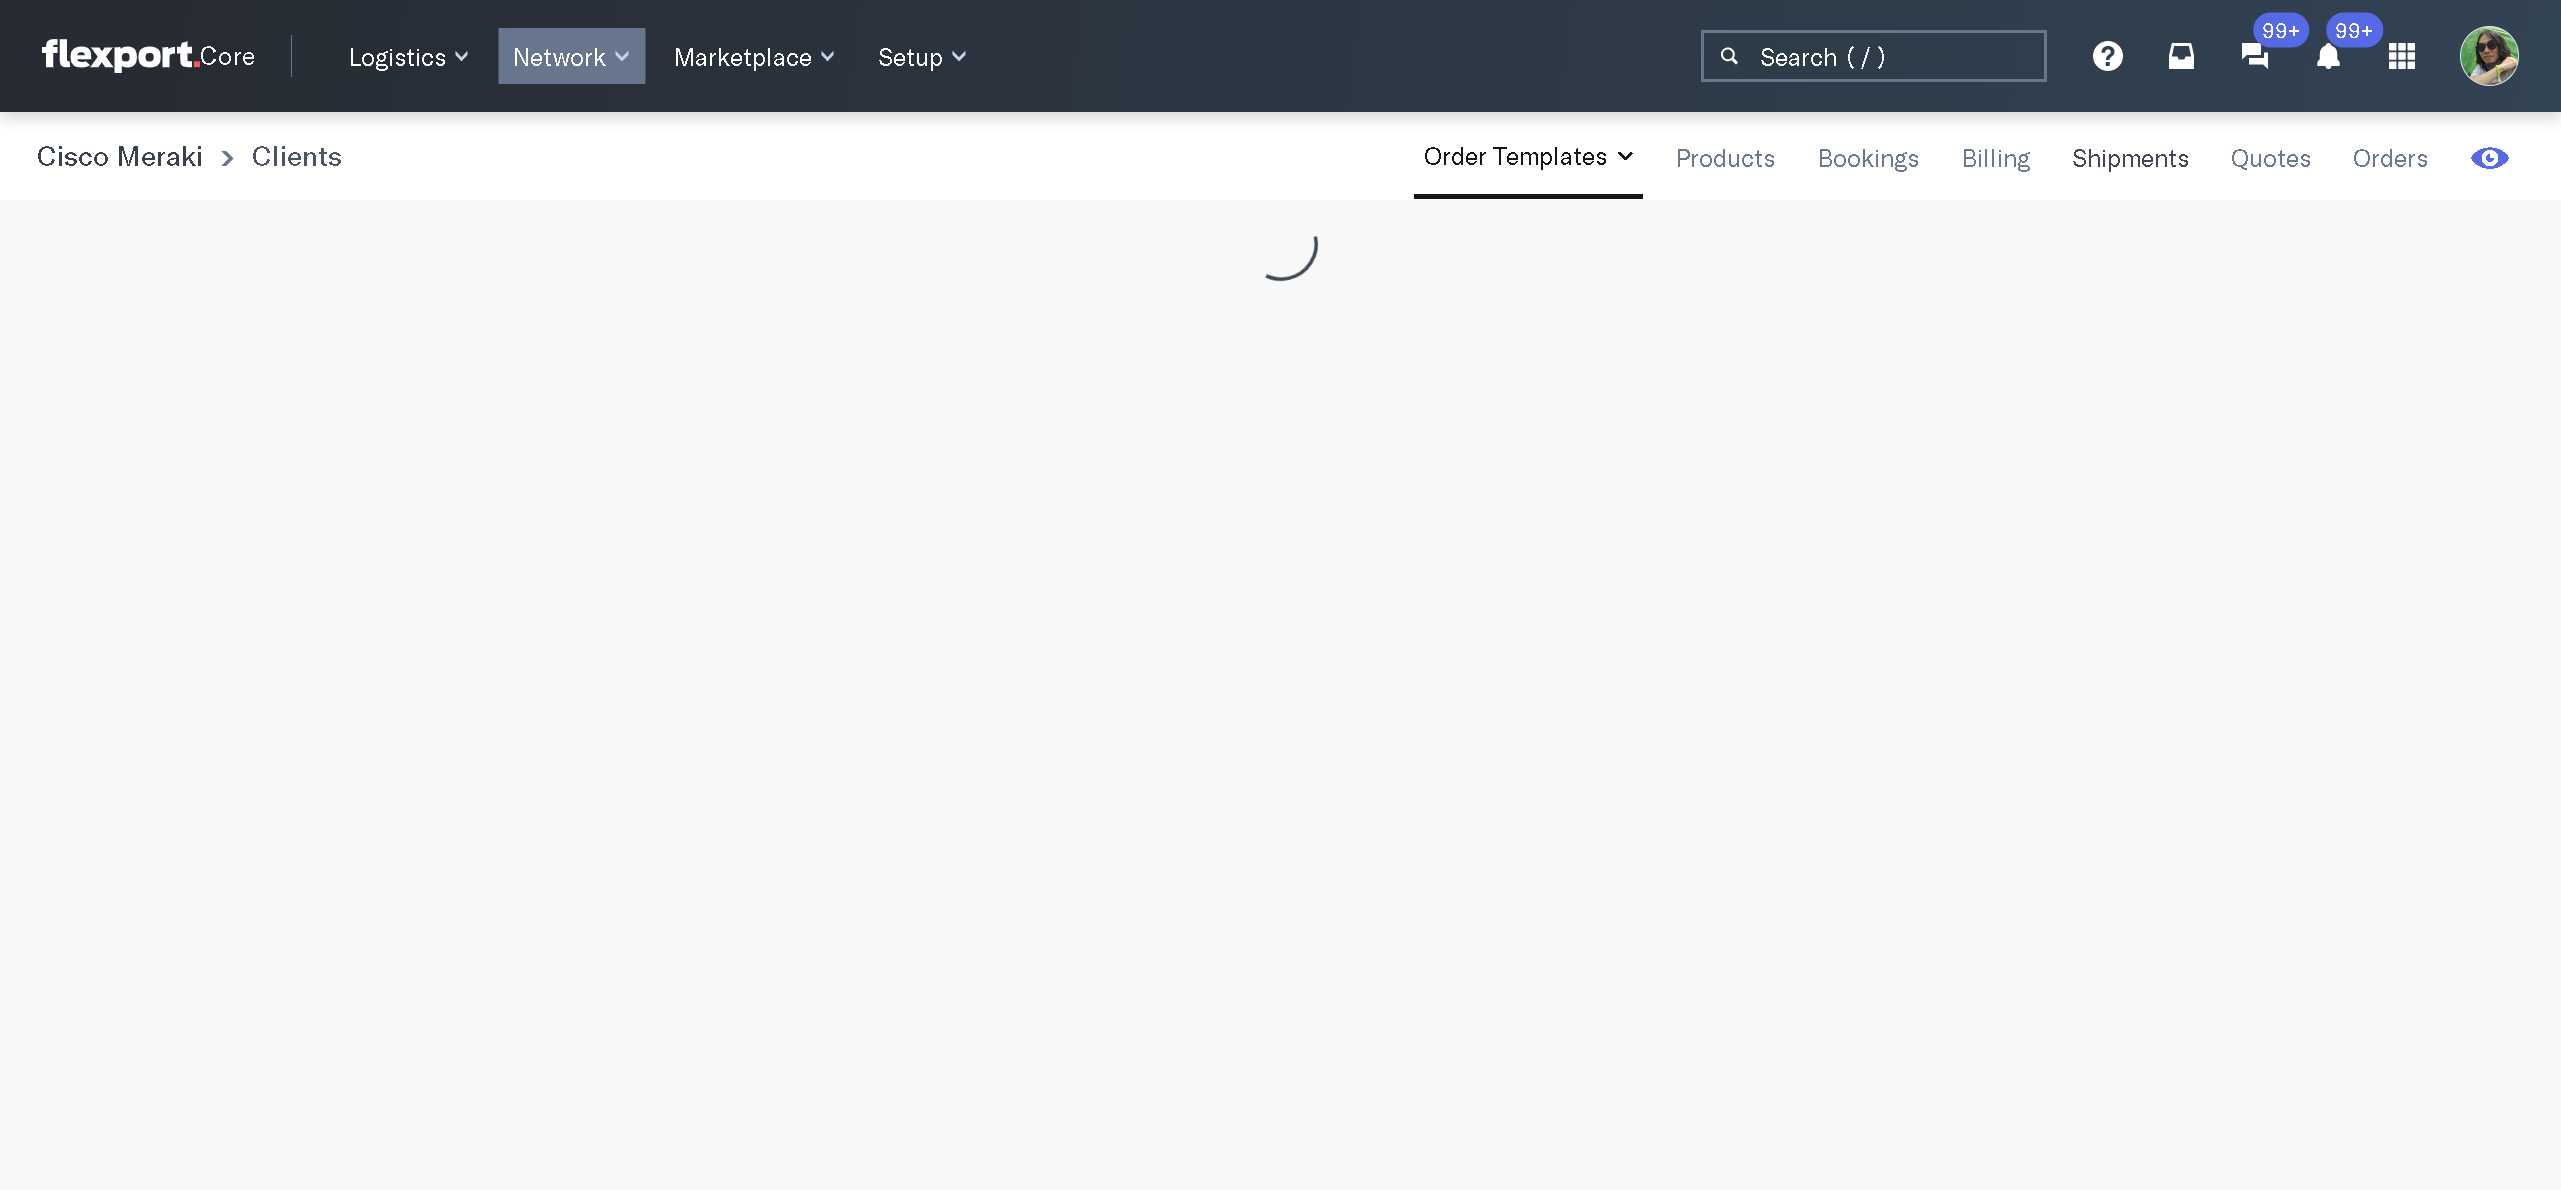 flexport.Core Logistics Network Marketplace Setup Search ( / ) 99+ 99+
Cisco Meraki Clients Order Templates Products Bookings Billing Shipments Quotes Orders